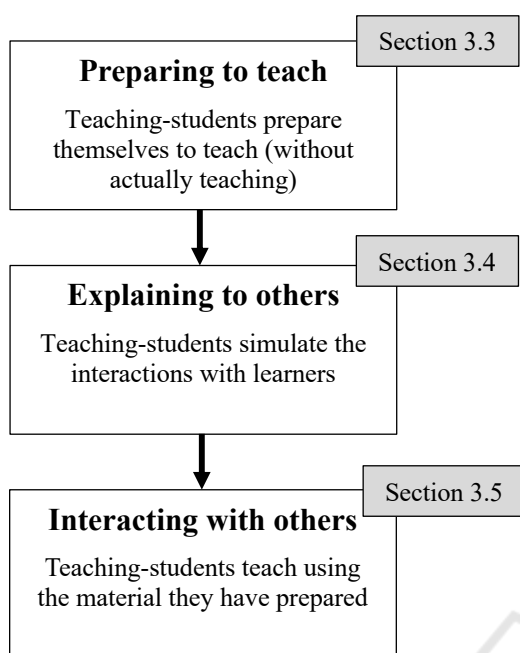 Section 3.3
Preparing to teach
Teaching-students prepare
themselves to teach (without
actually teaching)
Section 3.4
Explaining to others
Teaching-students simulate the
interactions with learners
Section 3.5
Interacting with others
Teaching-students teach using
the material they have prepared